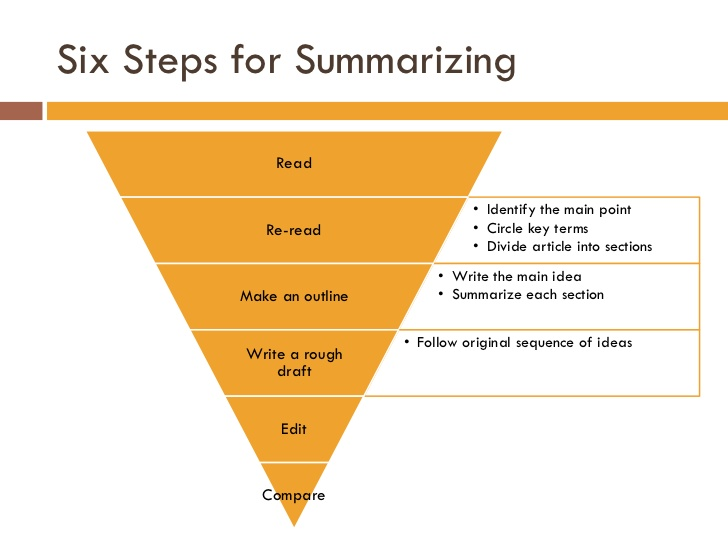 Six Steps for Summarizing
Read
Re-read
• Identify the main point
• Circle key terms
• Divide article into sections
Make an outline
• Write the main idea
• Summarize each section
Write a rough
draft
• Follow original sequence of ideas
Edit
Compare